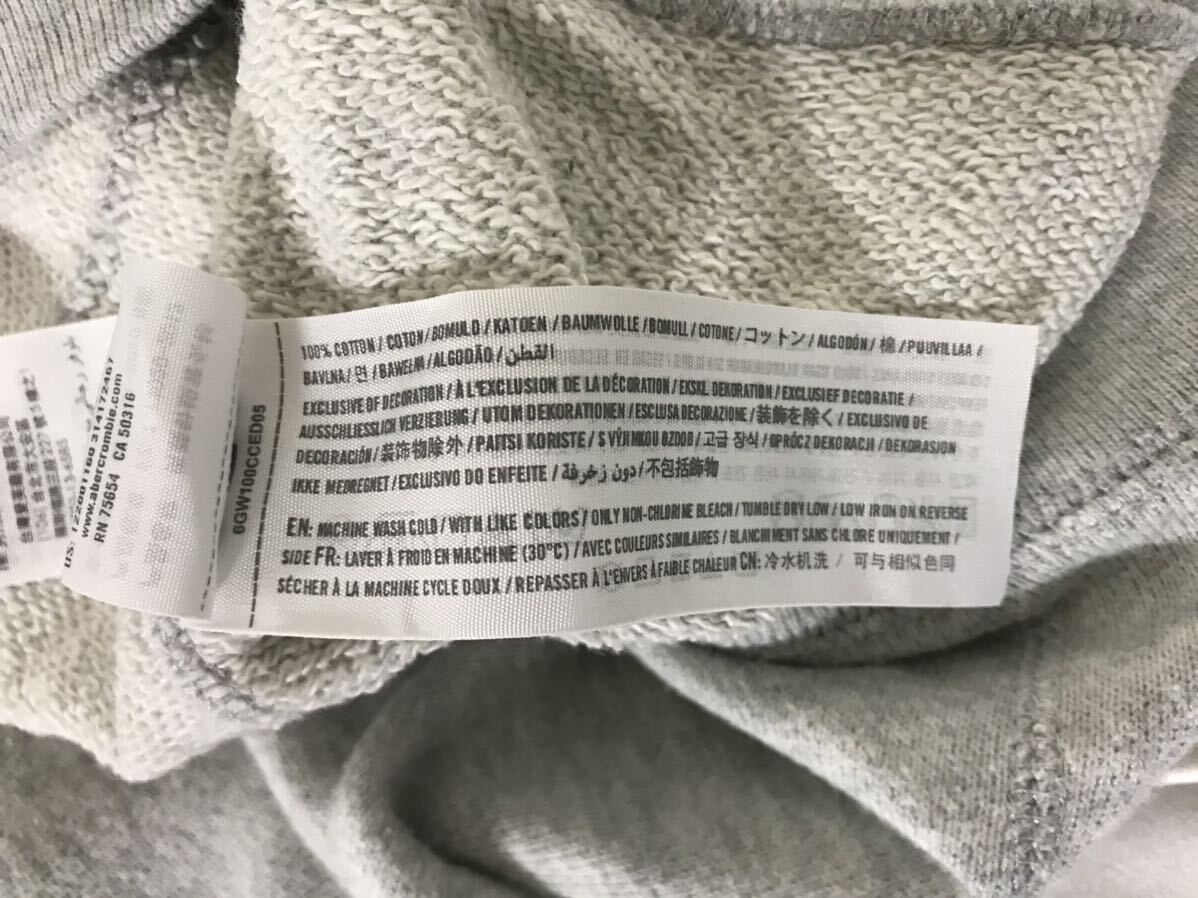 100% COTTON / COTON / BOMULD / KATOEN / BAUMWOLLE / BOMULL / COTONE / コットン / ALGODÓN / 棉 / PUUVILLAA /
BAVLNA / 면 / BAWEŁNA / ALGODÃO / القطن
EXCLUSIVE OF DECORATION / À L'EXCLUSION DE LA DÉCORATION / EKSKL DEKORATION / EXCLUSIEF DECORATIE /
AUSSCHLIESSLICH VERZIERUNG / UTOM DEKORATIONEN / ESCLUSA DECORAZIONE / 装飾を除く / EXCLUSIVO DE
DECORACIÓN / 装饰物除外 / PAITSI KORISTE / S VÝJIMKOU OZDOB / 고급 장식 / OPRÓCZ DEKORACJI / DEKORASJON
IKKE MEDREGNET / EXCLUSIVO DO ENFEITE / دون زخرفة / 不包括飾物
EN: MACHINE WASH COLD / WITH LIKE COLORS / ONLY NON-CHLORINE BLEACH / TUMBLE DRY LOW / LOW IRON ON REVERSE
SIDE FR: LAVER À FROID EN MACHINE (30°C) / AVEC COULEURS SIMILAIRES / BLANCHIMENT SANS CHLORE UNIQUEMENT /
SÉCHER À LA MACHINE CYCLE DOUX / REPASSER À L'ENVERS À FAIBLE CHALEUR CN: 冷水机洗 / 可与相似色同
6GW100CCED05
122001160 314172467
www.abercrombie.com
RN 75654 CA 50316